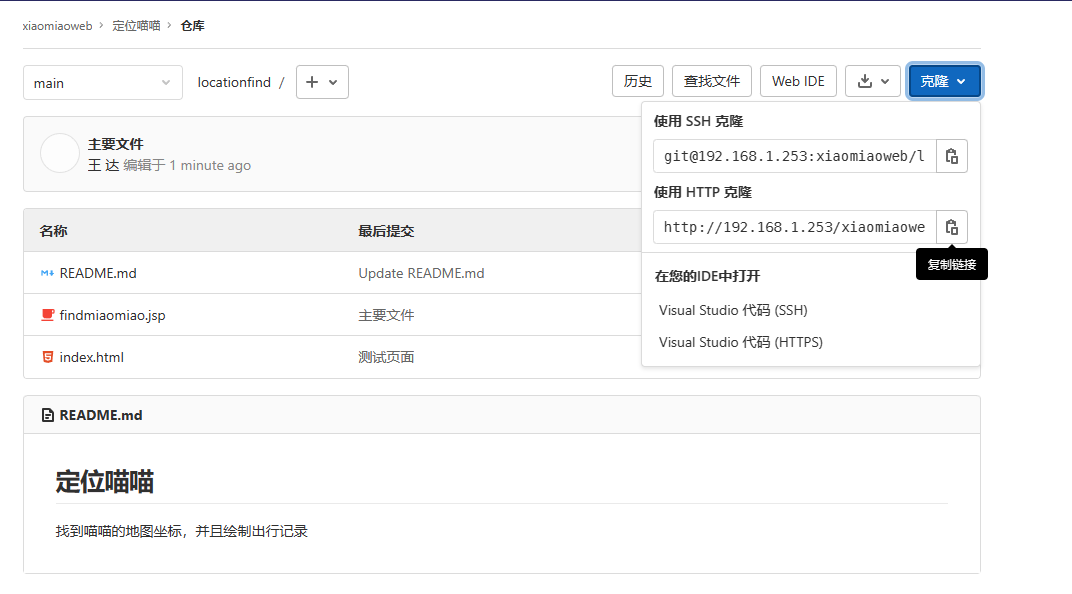 xiaomiaoweb › 定位喵喵 › 仓库
main locationfind / + 历史 查找文件 Web IDE 克隆
主要文件
王 达 编辑于 1 minute ago
使用 SSH 克隆
git@192.168.1.253:xiaomiaoweb/l
使用 HTTP 克隆
http://192.168.1.253/xiaomiaowe
复制链接
在您的IDE中打开
Visual Studio 代码 (SSH)
Visual Studio 代码 (HTTPS)
名称 最后提交
README.md Update README.md
findmiaomiao.jsp 主要文件
index.html 测试页面
README.md
定位喵喵
找到喵喵的地图坐标，并且绘制出行记录